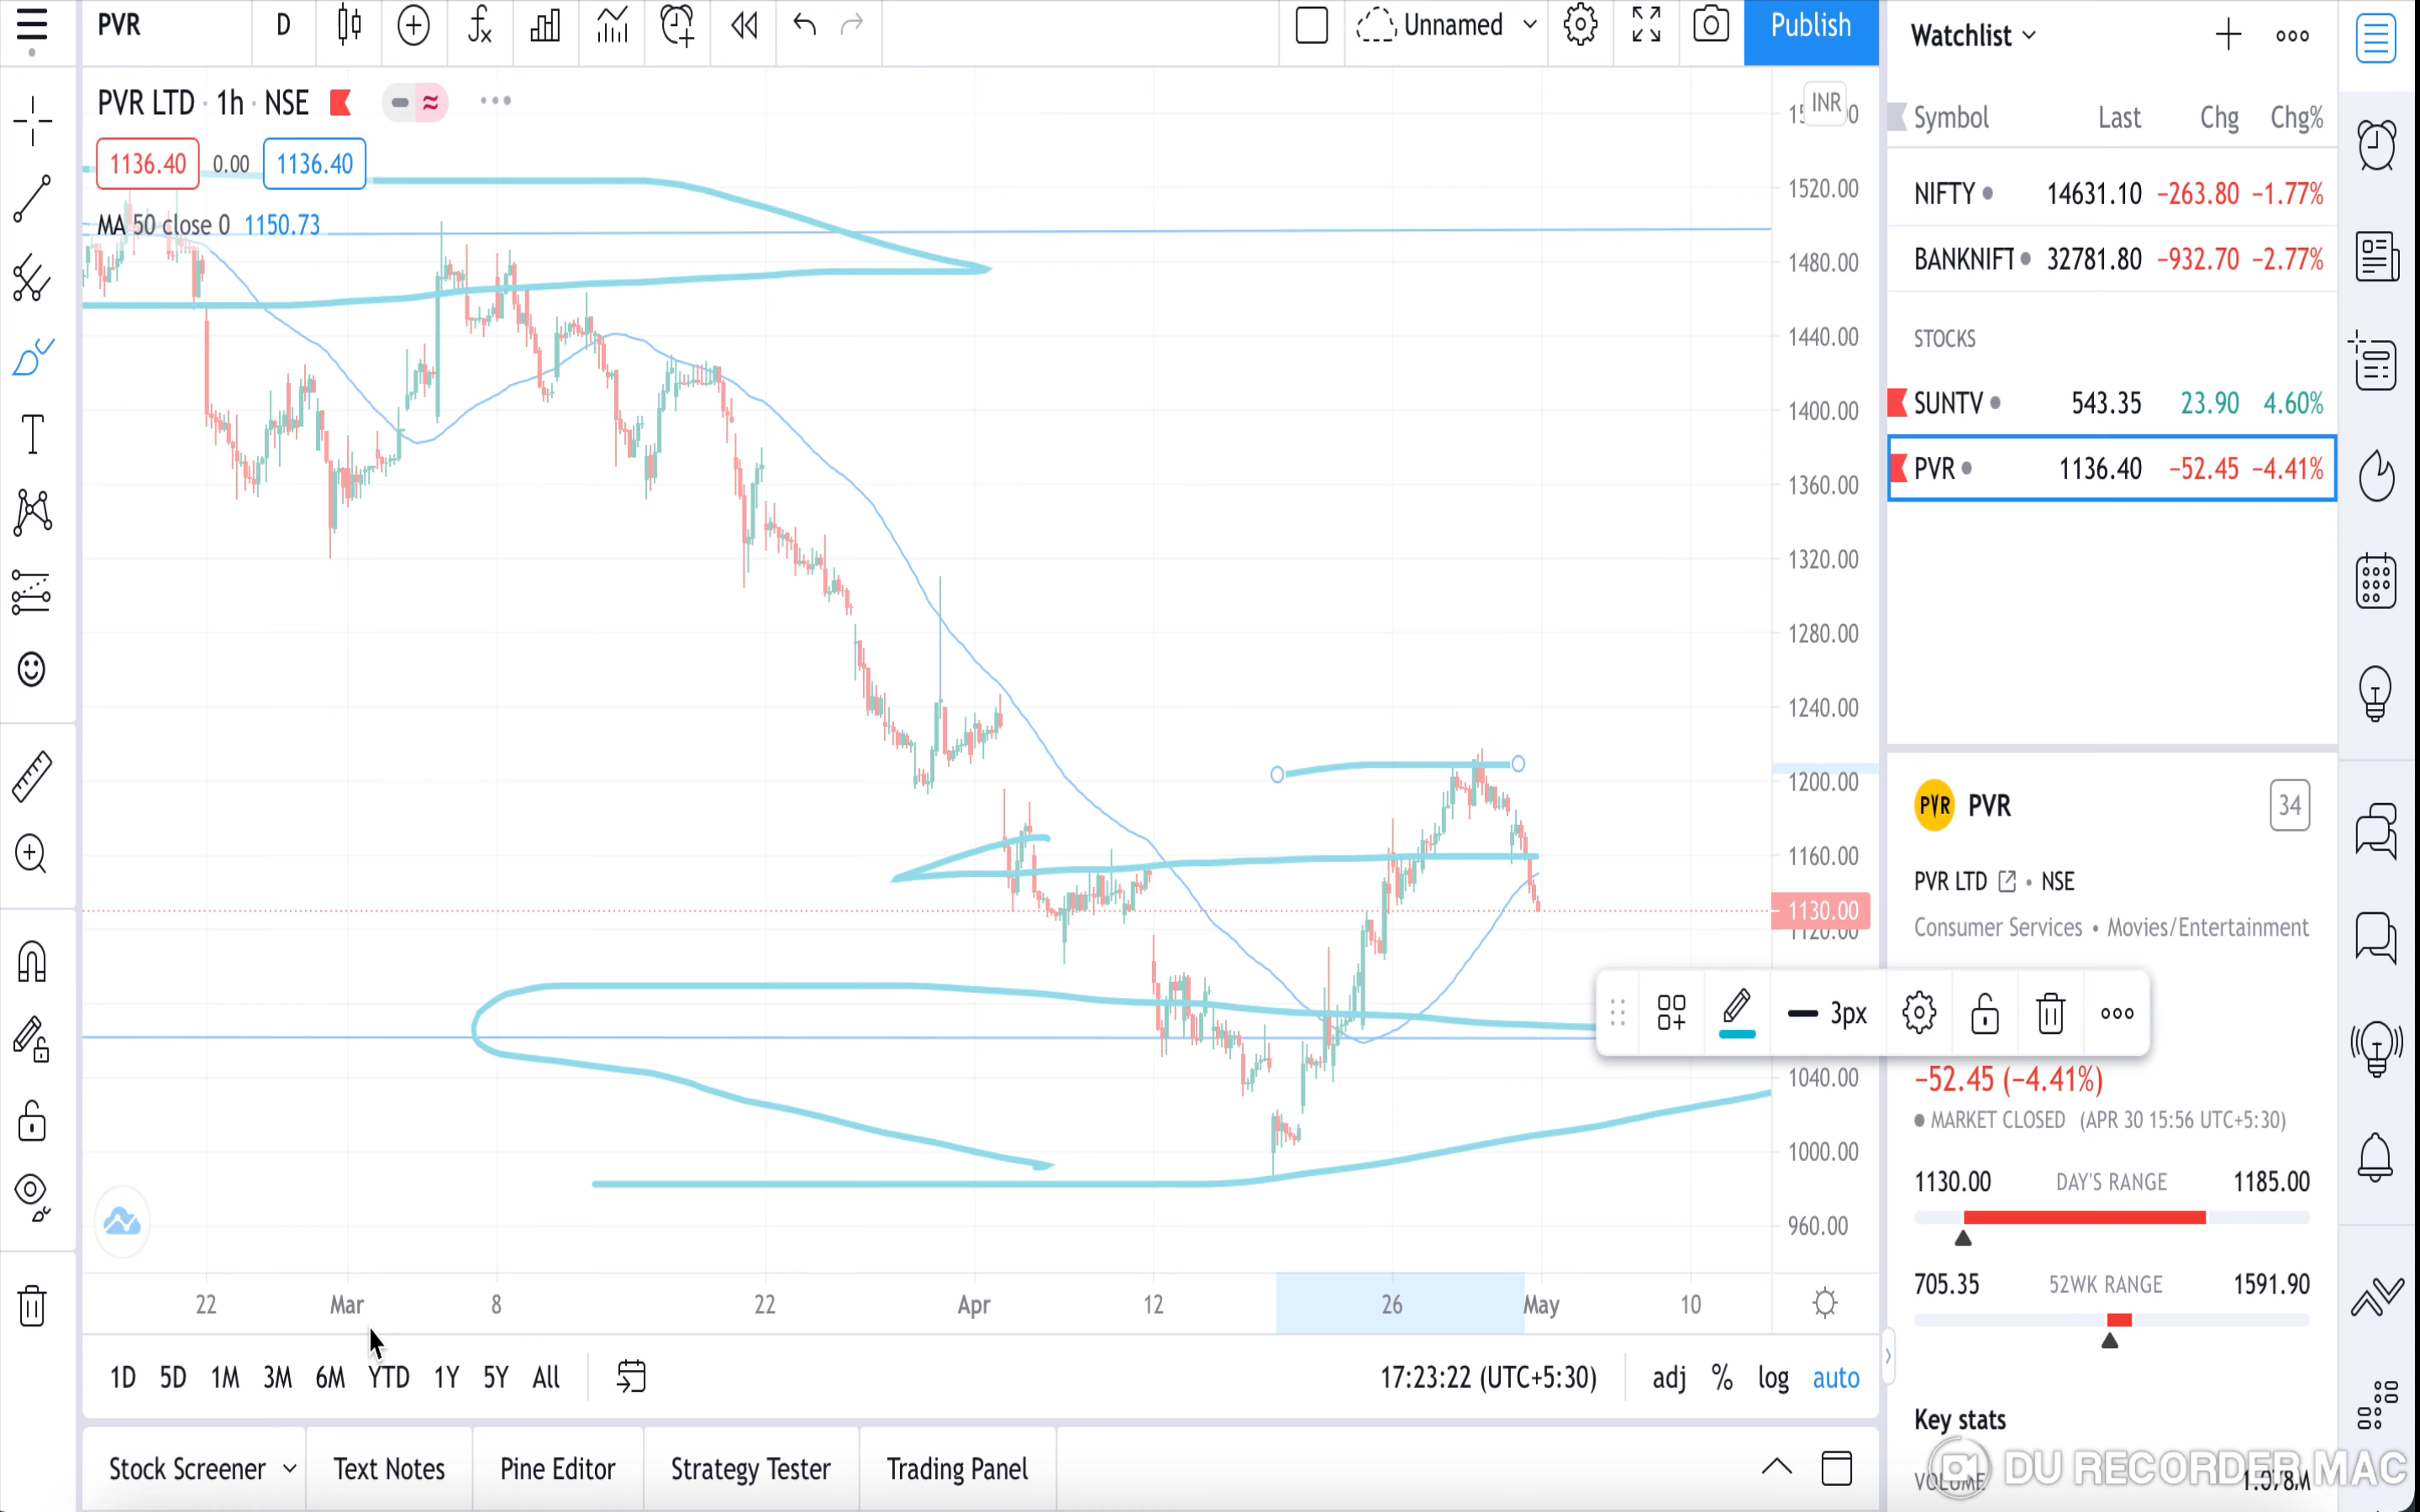 PVR D Unnamed Publish
PVR LTD · 1h · NSE
INR
1136.40 0.00 1136.40
MA 50 close 0 1150.73
1520.00
1480.00
1440.00
1400.00
1360.00
1320.00
1280.00
1240.00
1200.00
1160.00
1130.00
1120.00
1040.00
1000.00
960.00
22 Mar 8 22 Apr 12 26 May 10
1D 5D 1M 3M 6M YTD 1Y 5Y All
17:23:22 (UTC+5:30) adj % log auto
Stock Screener Text Notes Pine Editor Strategy Tester Trading Panel
Watchlist
Symbol Last Chg Chg%
NIFTY 14631.10 −263.80 −1.77%
BANKNIFT 32781.80 −932.70 −2.77%
STOCKS
SUNTV 543.35 23.90 4.60%
PVR 1136.40 −52.45 −4.41%
PVR PVR 34
PVR LTD • NSE
Consumer Services • Movies/Entertainment
3px
−52.45 (−4.41%)
MARKET CLOSED (APR 30 15:56 UTC+5:30)
1130.00 DAY'S RANGE 1185.00
705.35 52WK RANGE 1591.90
Key stats
VOLUME 1.078M
DU RECORDER MAC